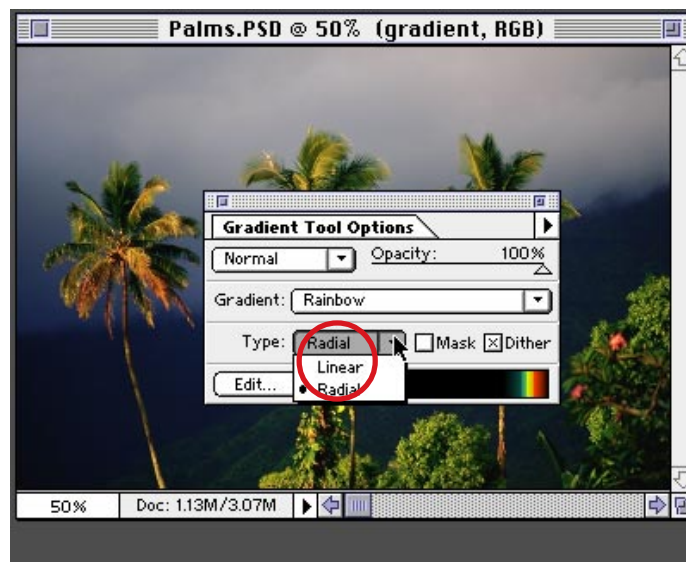 Palms.PSD @ 50% (gradient, RGB)
Gradient Tool Options
Normal Opacity: 100%
Gradient: Rainbow
Type: Radial Mask Dither
Linear
Edit... Radial
50% Doc: 1.13M/3.07M